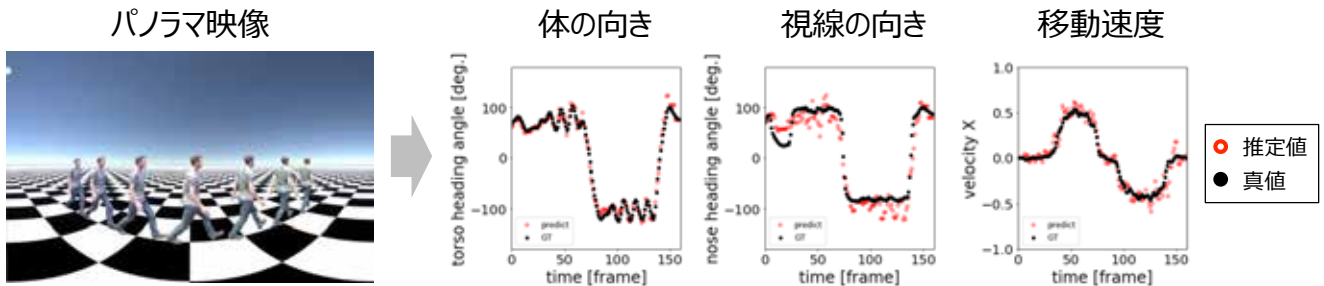 パノラマ映像
体の向き
視線の向き
移動速度
torso heading angle [deg.]
100
0
−100
predict
GT
0 50 100 150
time [frame]
nose heading angle [deg.]
100
0
−100
predict
GT
0 50 100 150
time [frame]
velocity X
1.0
0.5
0.0
−0.5
−1.0
predict
GT
0 50 100 150
time [frame]
推定値
真値